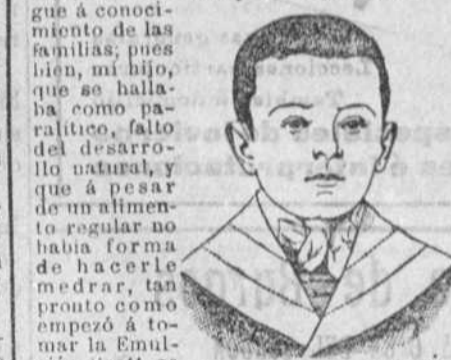 gue á conoci-
miento de las
familias; pues
bien, mi hijo,
que se halla-
ba como pa-
ralítico, falto
del desarro-
llo natural, y
que á pesar
de un alimen-
to regular no
habia forma
de hacerle
medrar, tan
pronto como
empezó á to-
mar la Emul-